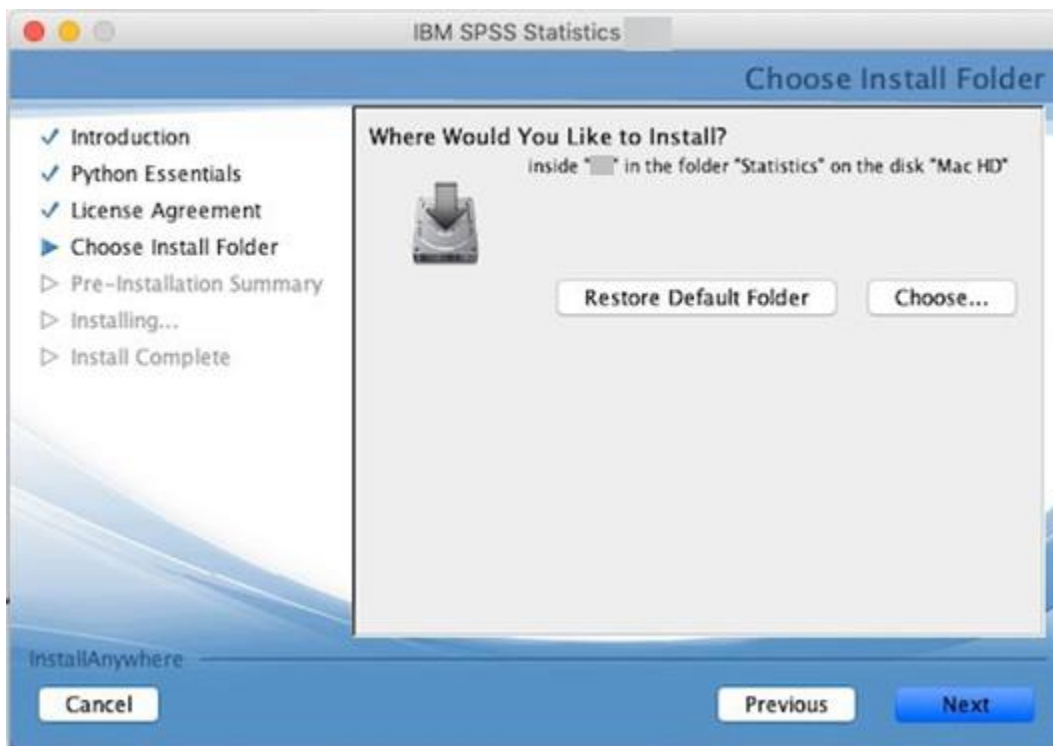 IBM SPSS Statistics
Choose Install Folder
✓ Introduction
✓ Python Essentials
✓ License Agreement
Choose Install Folder
Pre-Installation Summary
Installing...
Install Complete
Where Would You Like to Install?
inside "" in the folder "Statistics" on the disk "Mac HD"
Restore Default Folder
Choose...
InstallAnywhere
Cancel
Previous
Next